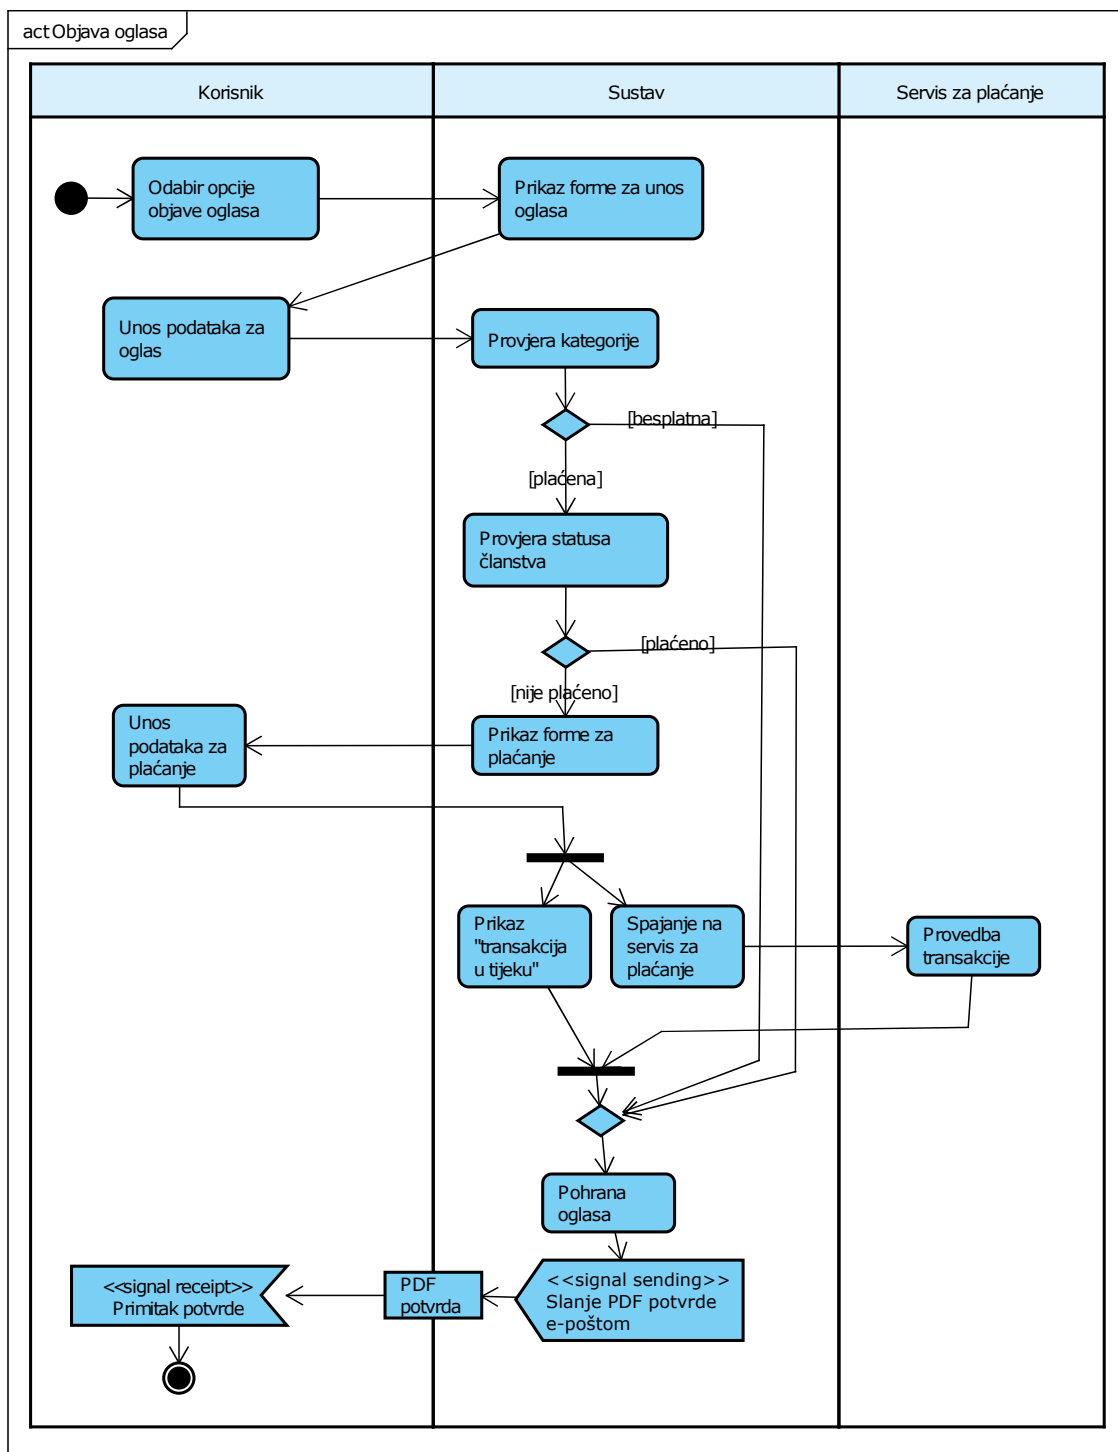 act Objava oglasa
Korisnik
Sustav
Servis za plaćanje
Odabir opcije
objave oglasa
Prikaz forme za unos
oglasa
Unos podataka za
oglas
Provjera kategorije
[besplatna]
[plaćena]
Provjera statusa
članstva
[plaćeno]
[nije plaćeno]
Unos
podataka za
plaćanje
Prikaz forme za
plaćanje
Prikaz
"transakcija
u tijeku"
Spajanje na
servis za
plaćanje
Provedba
transakcije
Pohrana
oglasa
<<signal receipt>>
Primitak potvrde
PDF
potvrda
<<signal sending>>
Slanje PDF potvrde
e-poštom